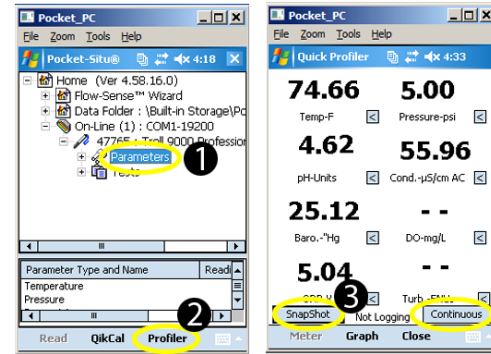 Pocket_PC
File Zoom Tools Help
Pocket-Situ® 4:18
Home (Ver 4.58.16.0)
Flow-Sense™ Wizard
Data Folder : \Built-in Storage\Po
On-Line (1) : COM1-19200
47765 : Troll 9000 Profession
Parameters
1
Tests
Parameter Type and Name Readi
Temperature
Pressure
2
Read QikCal Profiler
Pocket_PC
File Zoom Tools Help
Quick Profiler 4:33
74.66 5.00
Temp-F < Pressure-psi <
4.62 55.96
pH-Units < Cond.-µS/cm AC <
25.12 - -
Baro.-"Hg < DO-mg/L <
5.04 - -
3
SnapShot Not Logging Continuous
Meter Graph Close